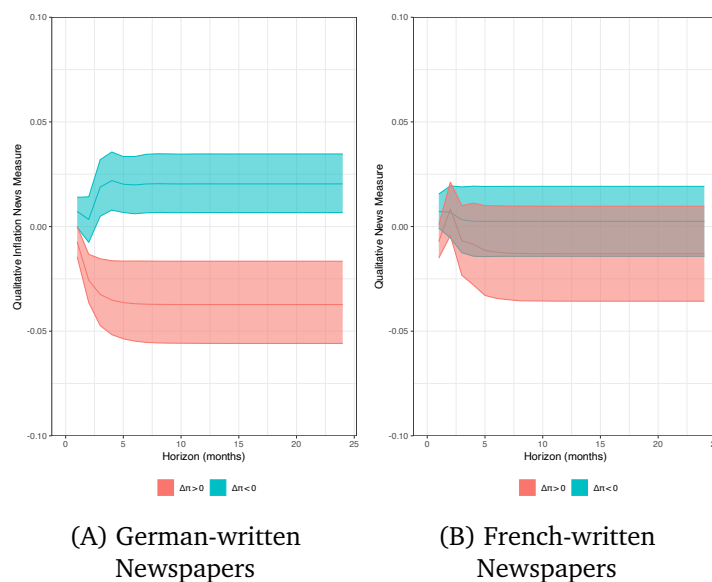 0.10
0.05
0.00
-0.05
-0.10
Qualitative Inflation News Measure
0 5 10 15 20 25
Horizon (months)
Δπ>0 Δπ<0
(A) German-written
Newspapers
0.10
0.05
0.00
-0.05
-0.10
Qualitative News Measure
0 5 10 15 20
Horizon (months)
Δπ>0 Δπ<0
(B) French-written
Newspapers